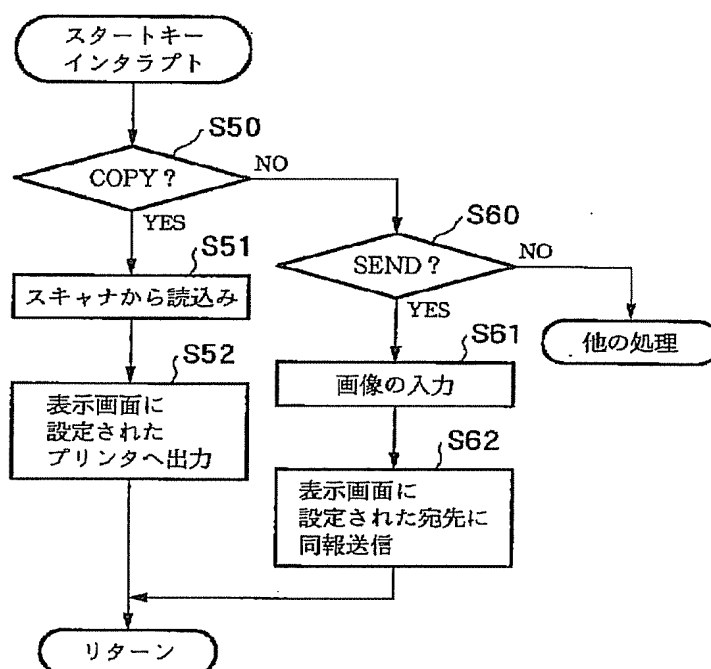 スタートキー
インタラプト
S50
COPY?
NO
YES
S51
スキャナから読込み
S52
表示画面に
設定された
プリンタへ出力
S60
SEND?
NO
YES
他の処理
S61
画像の入力
S62
表示画面に
設定された宛先に
同報送信
リターン